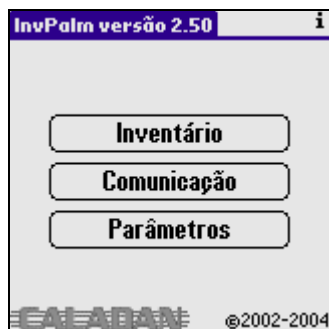 InvPalm versão 2.50 i
Inventário
Comunicação
Parâmetros
CALADAN ©2002-2004